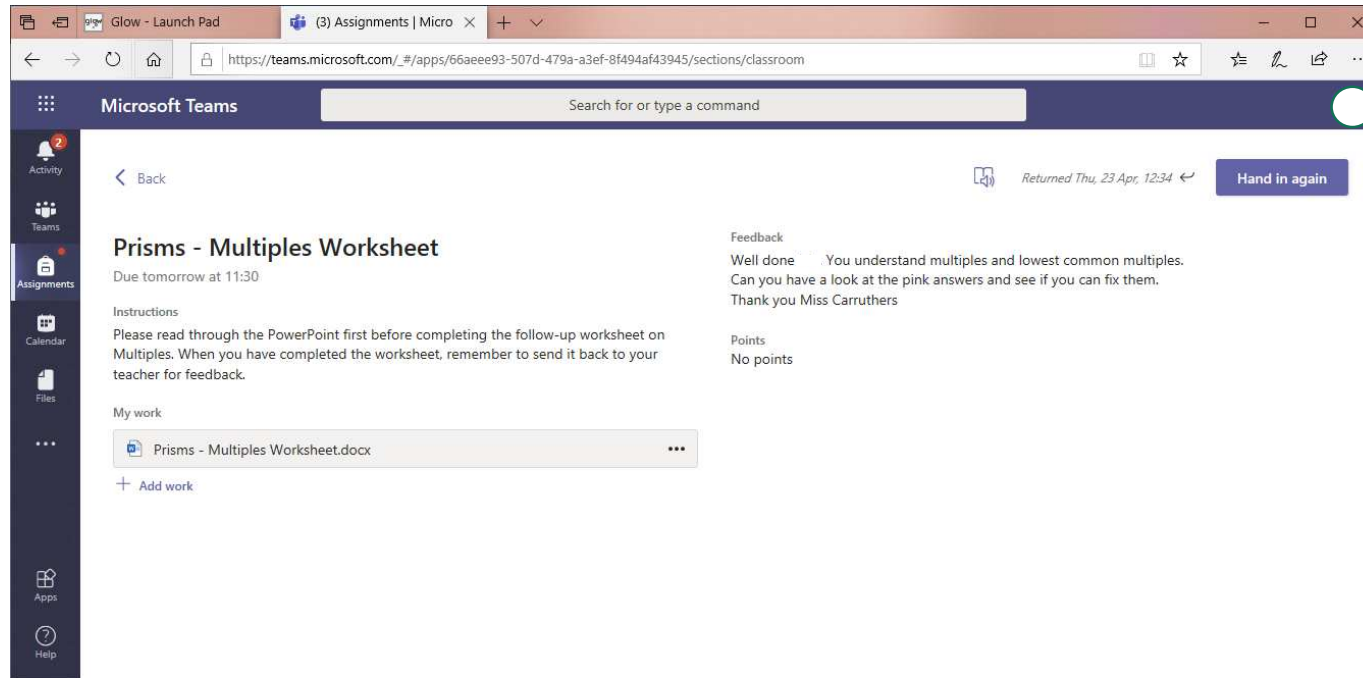 glow Glow - Launch Pad
(3) Assignments | Micro
https://teams.microsoft.com/_#/apps/66aeee93-507d-479a-a3ef-8f494af43945/sections/classroom
Microsoft Teams
Search for or type a command
2
Activity
Teams
Assignments
Calendar
Files
Apps
Help
Back
Returned Thu, 23 Apr, 12:34
Hand in again
Prisms - Multiples Worksheet
Due tomorrow at 11:30
Instructions
Please read through the PowerPoint first before completing the follow-up worksheet on
Multiples. When you have completed the worksheet, remember to send it back to your
teacher for feedback.
My work
Prisms - Multiples Worksheet.docx
Add work
Feedback
Well done . You understand multiples and lowest common multiples.
Can you have a look at the pink answers and see if you can fix them.
Thank you Miss Carruthers
Points
No points